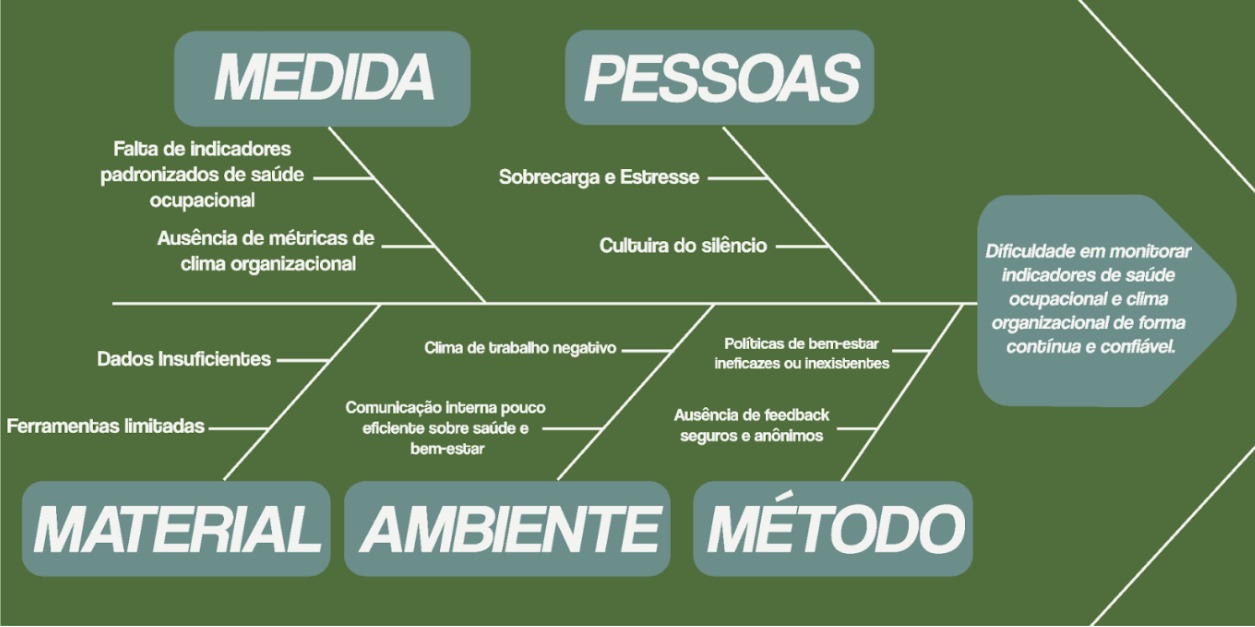 MEDIDA
PESSOAS
Falta de indicadores
padronizados de saúde
ocupacional
Ausência de métricas de
clima organizacional
Sobrecarga e Estresse
Cultuira do silêncio
Dificuldade em monitorar
indicadores de saúde
ocupacional e clima
organizacional de forma
contínua e confiável.
Dados Insuficientes
Ferramentas limitadas
Clima de trabalho negativo
Comunicação interna pouco
eficiente sobre saúde e
bem-estar
Políticas de bem-estar
ineficazes ou inexistentes
Ausência de feedback
seguros e anônimos
MATERIAL
AMBIENTE
MÉTODO